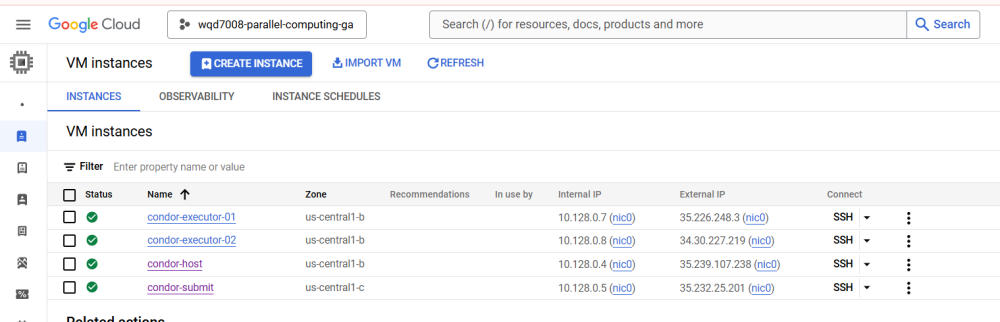 Google Cloud wqd7008-parallel-computing-ga Search (/) for resources, docs, products and more Search
VM instances CREATE INSTANCE IMPORT VM REFRESH
INSTANCES OBSERVABILITY INSTANCE SCHEDULES
VM instances
Filter Enter property name or value
Status Name Zone Recommendations In use by Internal IP External IP Connect
condor-executor-01 us-central1-b 10.128.0.7 (nic0) 35.226.248.3 (nic0) SSH
condor-executor-02 us-central1-b 10.128.0.8 (nic0) 34.30.227.219 (nic0) SSH
condor-host us-central1-b 10.128.0.4 (nic0) 35.239.107.238 (nic0) SSH
condor-submit us-central1-c 10.128.0.5 (nic0) 35.232.25.201 (nic0) SSH
Related actions